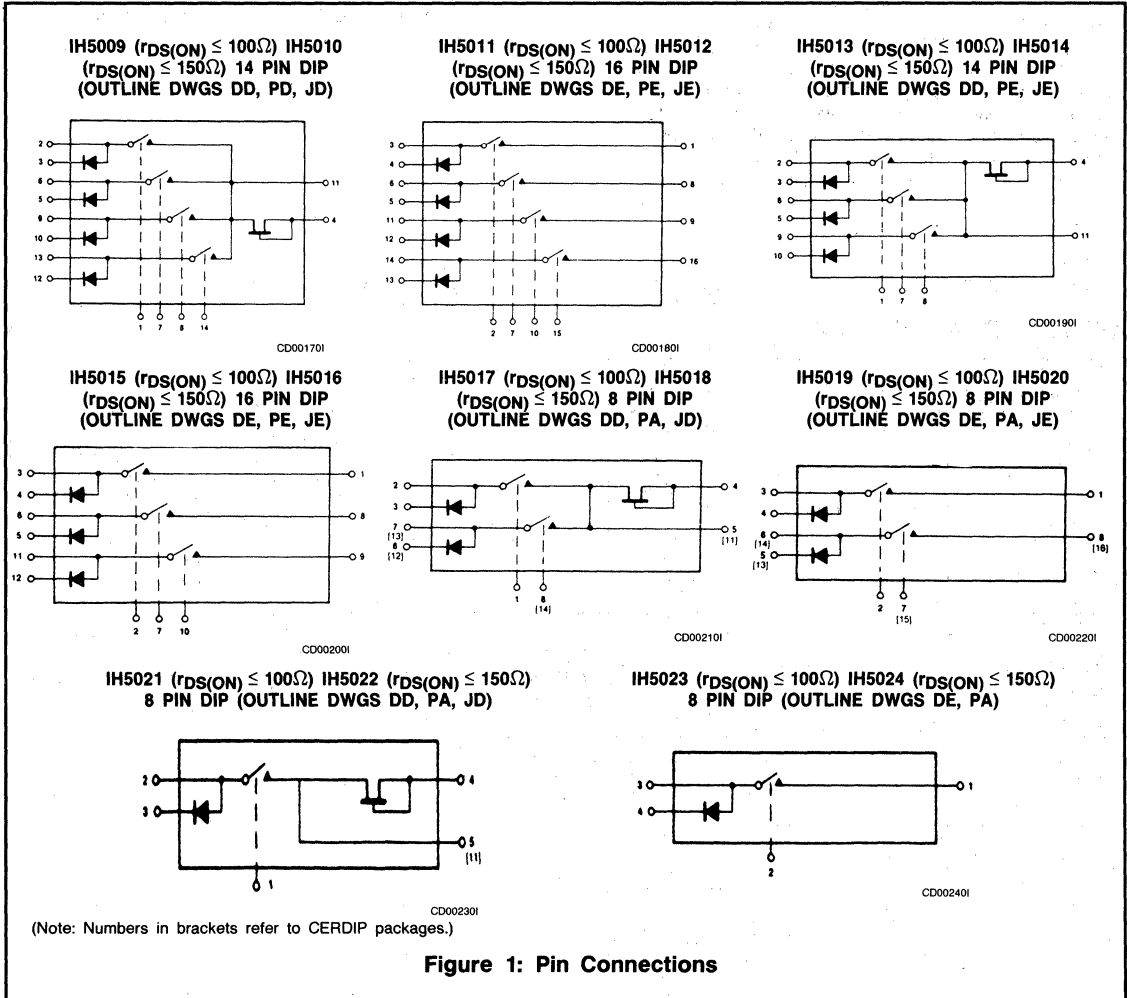 IH5009 (rDS(ON) ≤ 100Ω) IH5010
(rDS(ON) ≤ 150Ω) 14 PIN DIP
(OUTLINE DWGS DD, PD, JD)
2
3
6
5
9
10
13
12
11
4
1 7 8 14
CD00170I
IH5011 (rDS(ON) ≤ 100Ω) IH5012
(rDS(ON) ≤ 150Ω) 16 PIN DIP
(OUTLINE DWGS DE, PE, JE)
3
4
6
5
11
12
14
13
1
8
9
16
2 7 10 15
CD00180I
IH5013 (rDS(ON) ≤ 100Ω) IH5014
(rDS(ON) ≤ 150Ω) 14 PIN DIP
(OUTLINE DWGS DD, PE, JE)
2
3
6
5
9
10
4
11
1 7 8
CD00190I
IH5015 (rDS(ON) ≤ 100Ω) IH5016
(rDS(ON) ≤ 150Ω) 16 PIN DIP
(OUTLINE DWGS DE, PE, JE)
3
4
6
5
11
12
1
8
9
2 7 10
CD00200I
IH5017 (rDS(ON) ≤ 100Ω) IH5018
(rDS(ON) ≤ 150Ω) 8 PIN DIP
(OUTLINE DWGS DD, PA, JD)
2
3
7
[13]
6
[12]
4
5
[11]
1 8
[14]
CD00210I
IH5019 (rDS(ON) ≤ 100Ω) IH5020
(rDS(ON) ≤ 150Ω) 8 PIN DIP
(OUTLINE DWGS DE, PA, JE)
3
4
6
[14]
5
[13]
1
8
[16]
2 7
[15]
CD00220I
IH5021 (rDS(ON) ≤ 100Ω) IH5022 (rDS(ON) ≤ 150Ω)
8 PIN DIP (OUTLINE DWGS DD, PA, JD)
2
3
4
5
[11]
1
CD00230I
IH5023 (rDS(ON) ≤ 100Ω) IH5024 (rDS(ON) ≤ 150Ω)
8 PIN DIP (OUTLINE DWGS DE, PA)
3
4
1
2
CD00240I
(Note: Numbers in brackets refer to CERDIP packages.)
Figure 1: Pin Connections